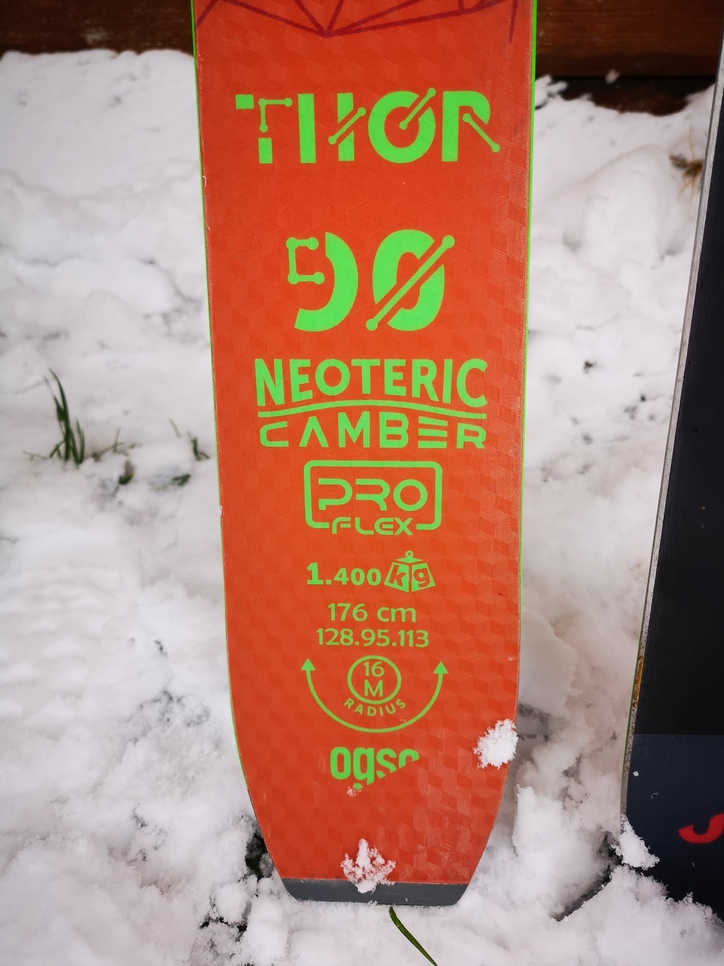 THOR
90
NEOTERIC
CAMBER
PRO
FLEX
1.400 kg
176 cm
128.95.113
16
M
RADIUS
ogso